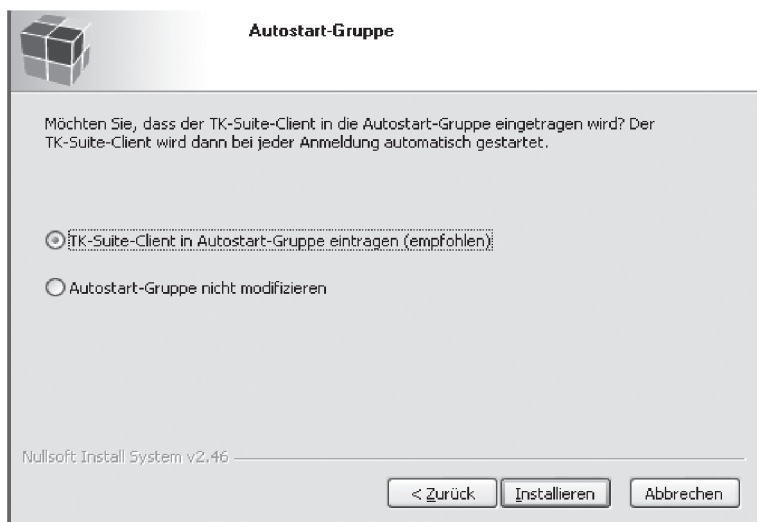 Autostart-Gruppe
Möchten Sie, dass der TK-Suite-Client in die Autostart-Gruppe eingetragen wird? Der
TK-Suite-Client wird dann bei jeder Anmeldung automatisch gestartet.
TK-Suite-Client in Autostart-Gruppe eintragen (empfohlen)
Autostart-Gruppe nicht modifizieren
Nullsoft Install System v2.46
< Zurück Installieren Abbrechen